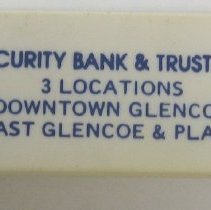 CURITY BANK & TRUST
3 LOCATIONS
DOWNTOWN GLENCO
AST GLENCOE & PLA